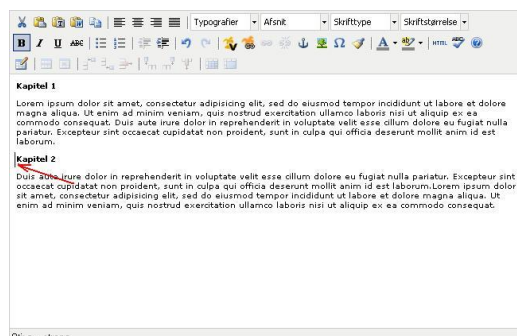 Typografier Afsnit Skrifttype Skriftstørrelse
B I U ABC
HTML
Kapitel 1
Lorem ipsum dolor sit amet, consectetur adipisicing elit, sed do eiusmod tempor incididunt ut labore et dolore
magna aliqua. Ut enim ad minim veniam, quis nostrud exercitation ullamco laboris nisi ut aliquip ex ea
commodo consequat. Duis aute irure dolor in reprehenderit in voluptate velit esse cillum dolore eu fugiat nulla
pariatur. Excepteur sint occaecat cupidatat non proident, sunt in culpa qui officia deserunt mollit anim id est
laborum.
Kapitel 2
Duis aute irure dolor in reprehenderit in voluptate velit esse cillum dolore eu fugiat nulla pariatur. Excepteur sint
occaecat cupidatat non proident, sunt in culpa qui officia deserunt mollit anim id est laborum.Lorem ipsum dolor
sit amet, consectetur adipisicing elit, sed do eiusmod tempor incididunt ut labore et dolore magna aliqua. Ut
enim ad minim veniam, quis nostrud exercitation ullamco laboris nisi ut aliquip ex ea commodo consequat.